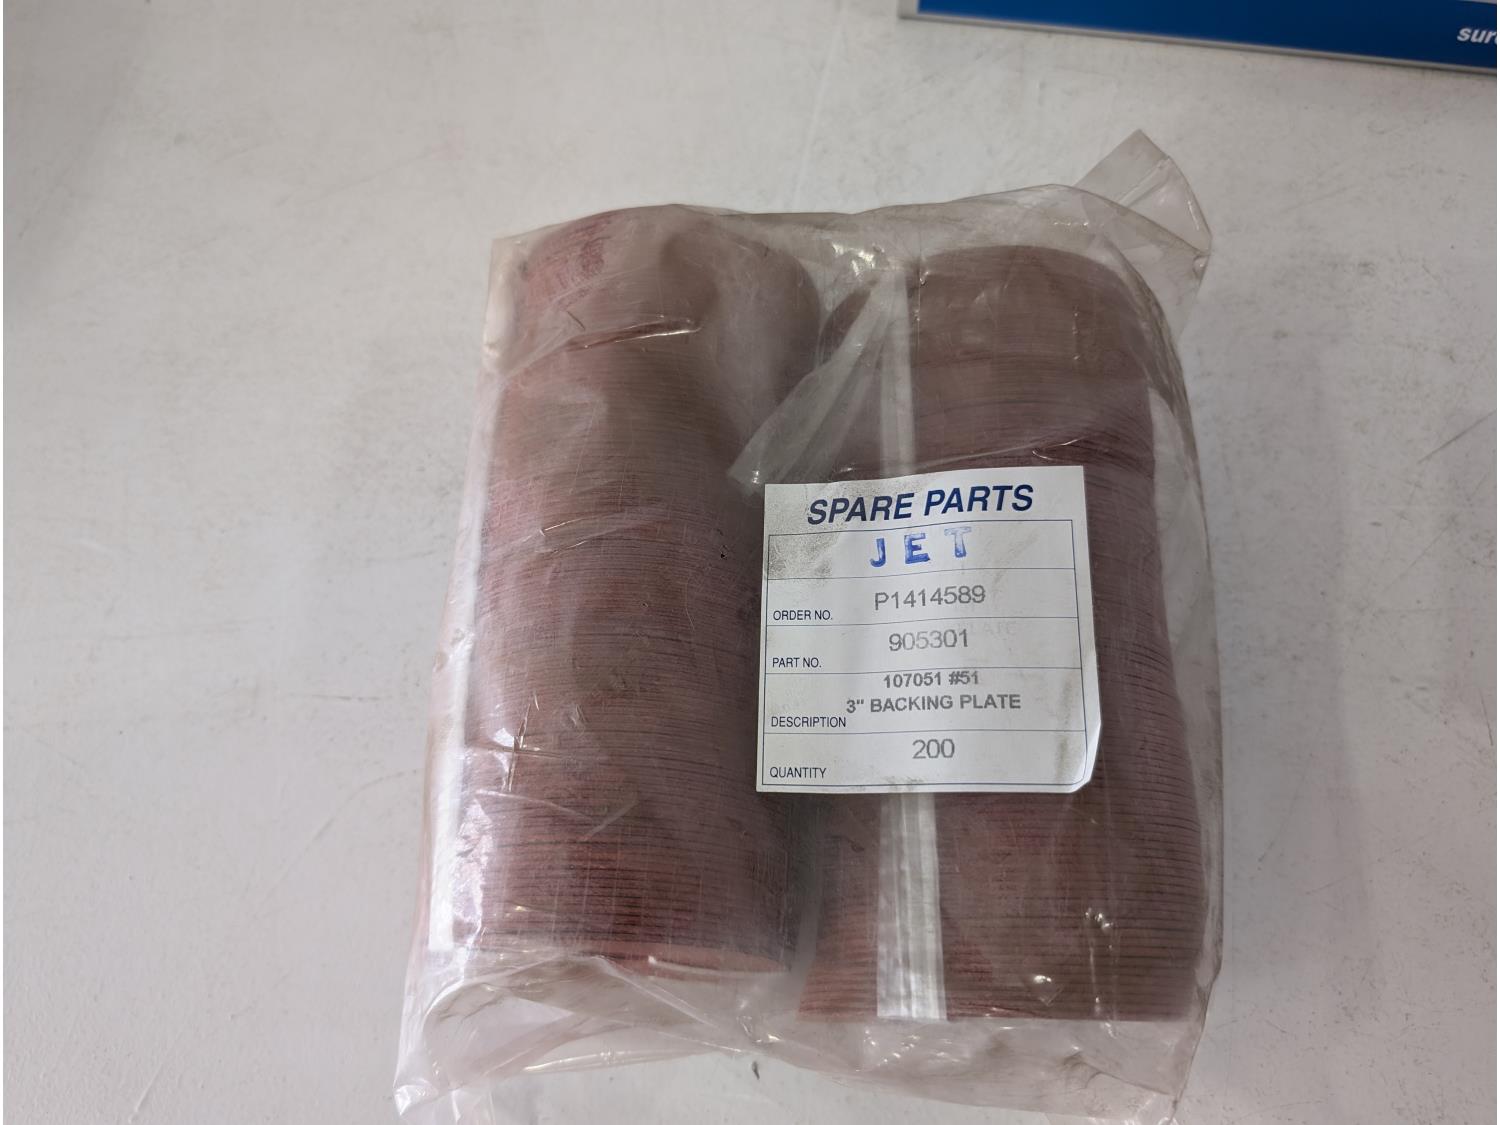 SPARE PARTS
JET
ORDER NO. P1414589
PART NO. 905301
107051 #51
3" BACKING PLATE
DESCRIPTION
QUANTITY 200